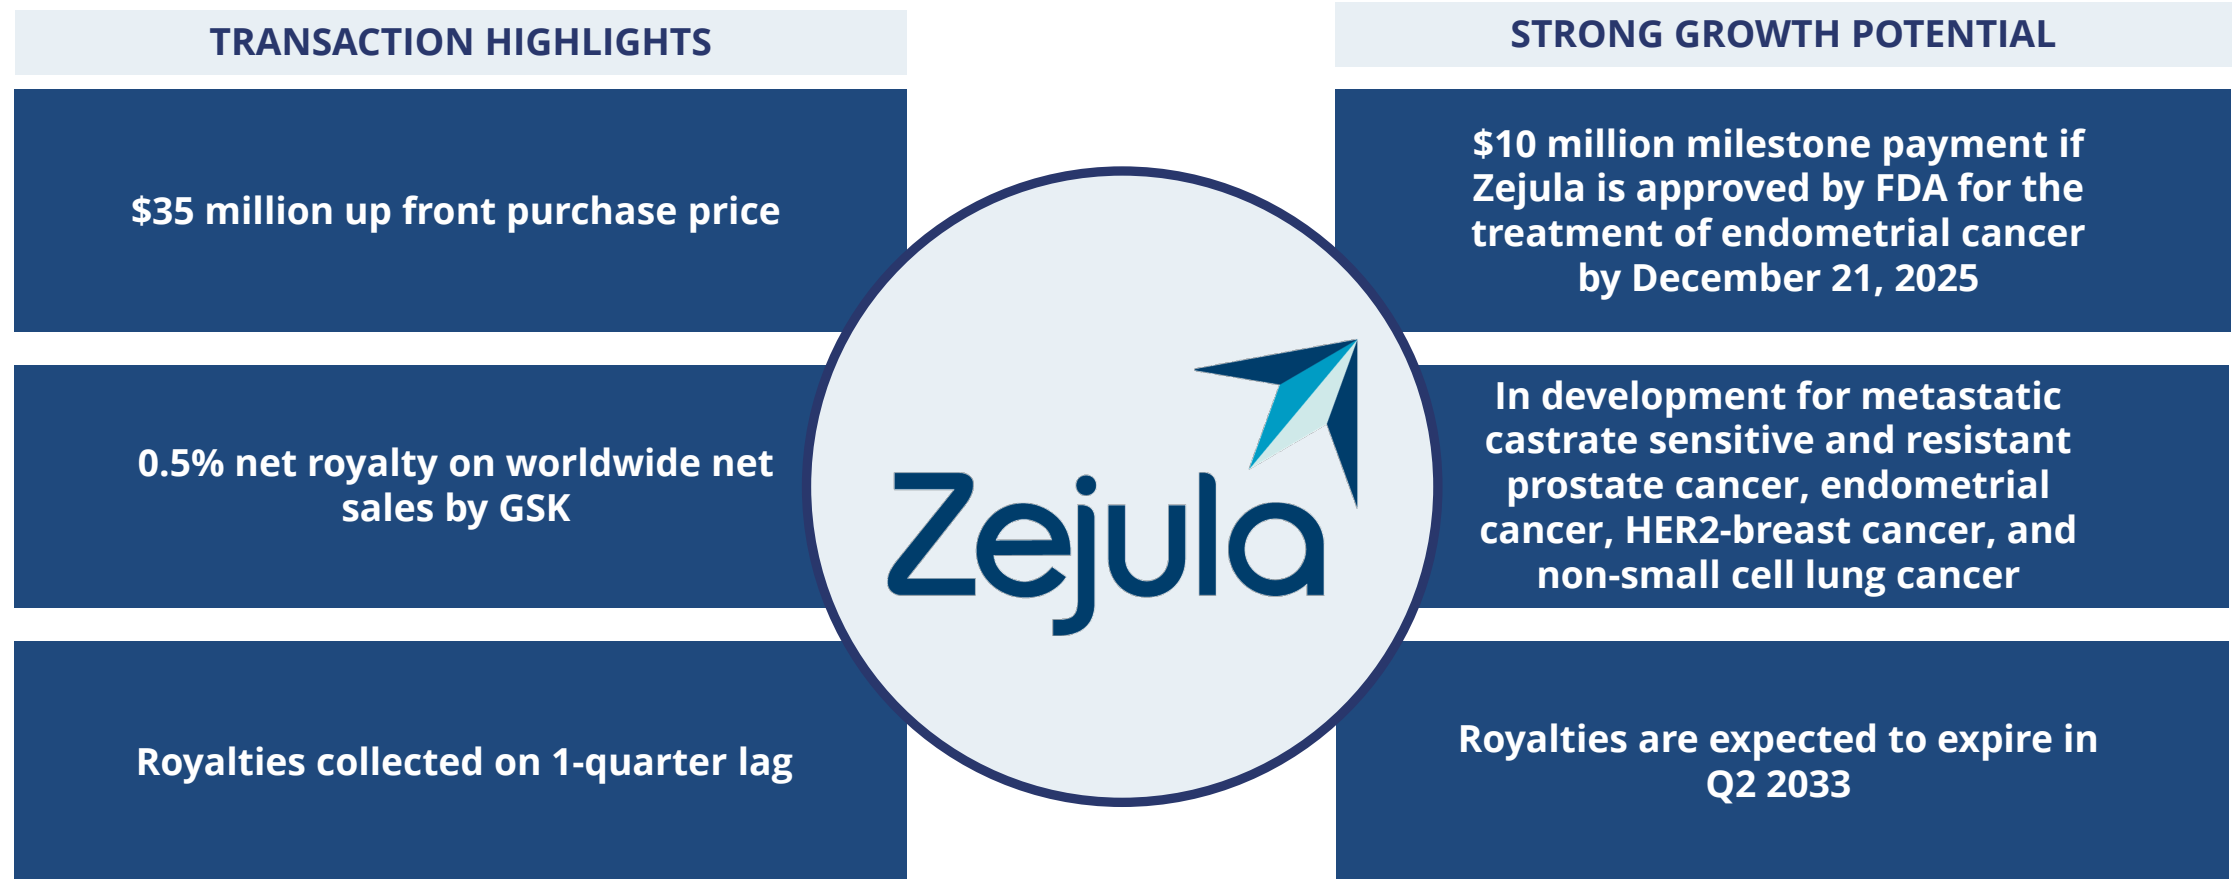 TRANSACTION HIGHLIGHTS
$35 million up front purchase price
0.5% net royalty on worldwide net
sales by GSK
Royalties collected on 1-quarter lag
Zejula
STRONG GROWTH POTENTIAL
$10 million milestone payment if
Zejula is approved by FDA for the
treatment of endometrial cancer
by December 21, 2025
In development for metastatic
castrate sensitive and resistant
prostate cancer, endometrial
cancer, HER2-breast cancer, and
non-small cell lung cancer
Royalties are expected to expire in
Q2 2033